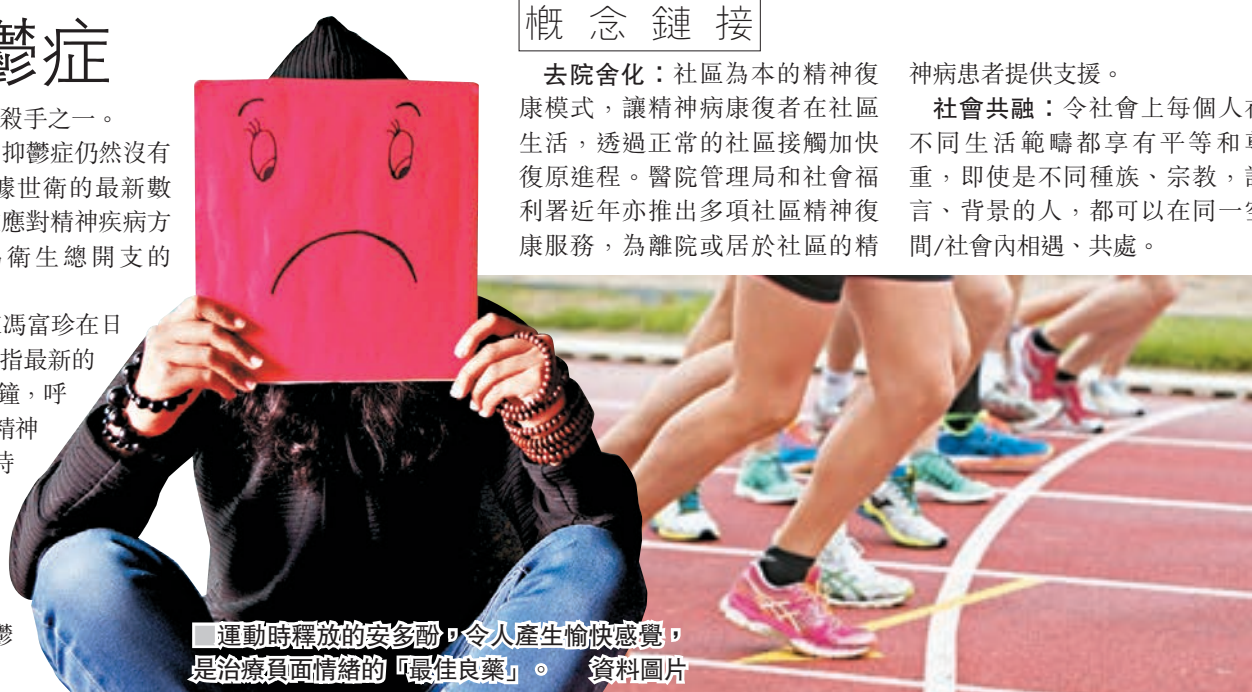 鬱症
殺手之一。
抑鬱症仍然沒有
據世衛的最新數
應對精神疾病方
衛生總開支的
馮富珍在日
指最新的
鐘，呼
精神
鬱
概念鏈接
去院舍化：社區為本的精神復
康模式，讓精神病康復者在社區
生活，透過正常的社區接觸加快
復原進程。醫院管理局和社會福
利署近年亦推出多項社區精神復
康服務，為離院或居於社區的精
神病患者提供支援。
社會共融：令社會上每個人在
不同生活範疇都享有平等和尊
重，即使是不同種族、宗教，語
言、背景的人，都可以在同一空
間/社會內相遇、共處。
■運動時釋放的安多酚，令人產生愉快感覺，
是治療負面情緒的「最佳良藥」。 資料圖片